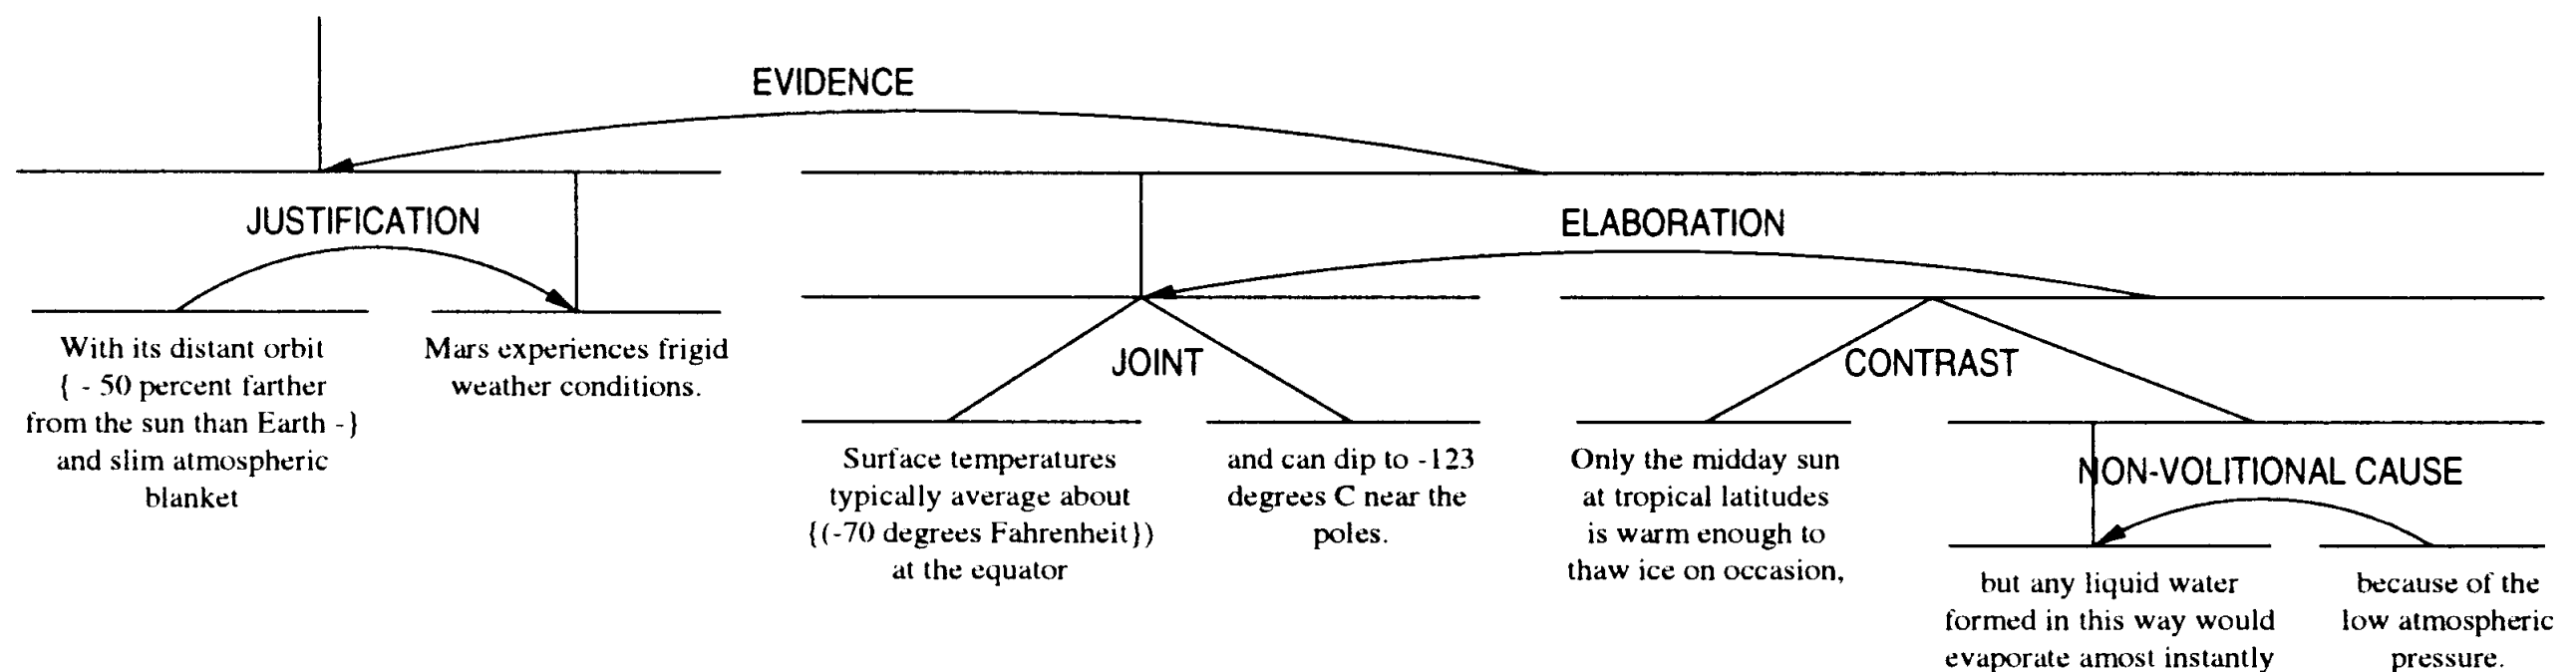 EVIDENCE
JUSTIFICATION
ELABORATION
With its distant orbit
{ - 50 percent farther
from the sun than Earth -}
and slim atmospheric
blanket
Mars experiences frigid
weather conditions.
JOINT
CONTRAST
Surface temperatures
typically average about
{(-70 degrees Fahrenheit})
at the equator
and can dip to -123
degrees C near the
poles.
Only the midday sun
at tropical latitudes
is warm enough to
thaw ice on occasion,
NON-VOLITIONAL CAUSE
but any liquid water
formed in this way would
evaporate amost instantly
because of the
low atmospheric
pressure.